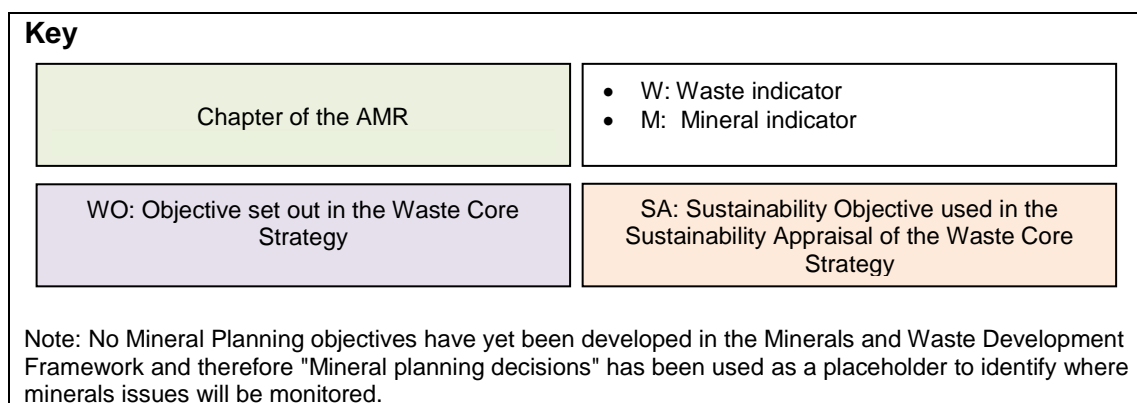 Key
Chapter of the AMR
• W: Waste indicator
• M: Mineral indicator
WO: Objective set out in the Waste Core
Strategy
SA: Sustainability Objective used in the
Sustainability Appraisal of the Waste Core
Strategy
Note: No Mineral Planning objectives have yet been developed in the Minerals and Waste Development
Framework and therefore "Mineral planning decisions" has been used as a placeholder to identify where
minerals issues will be monitored.